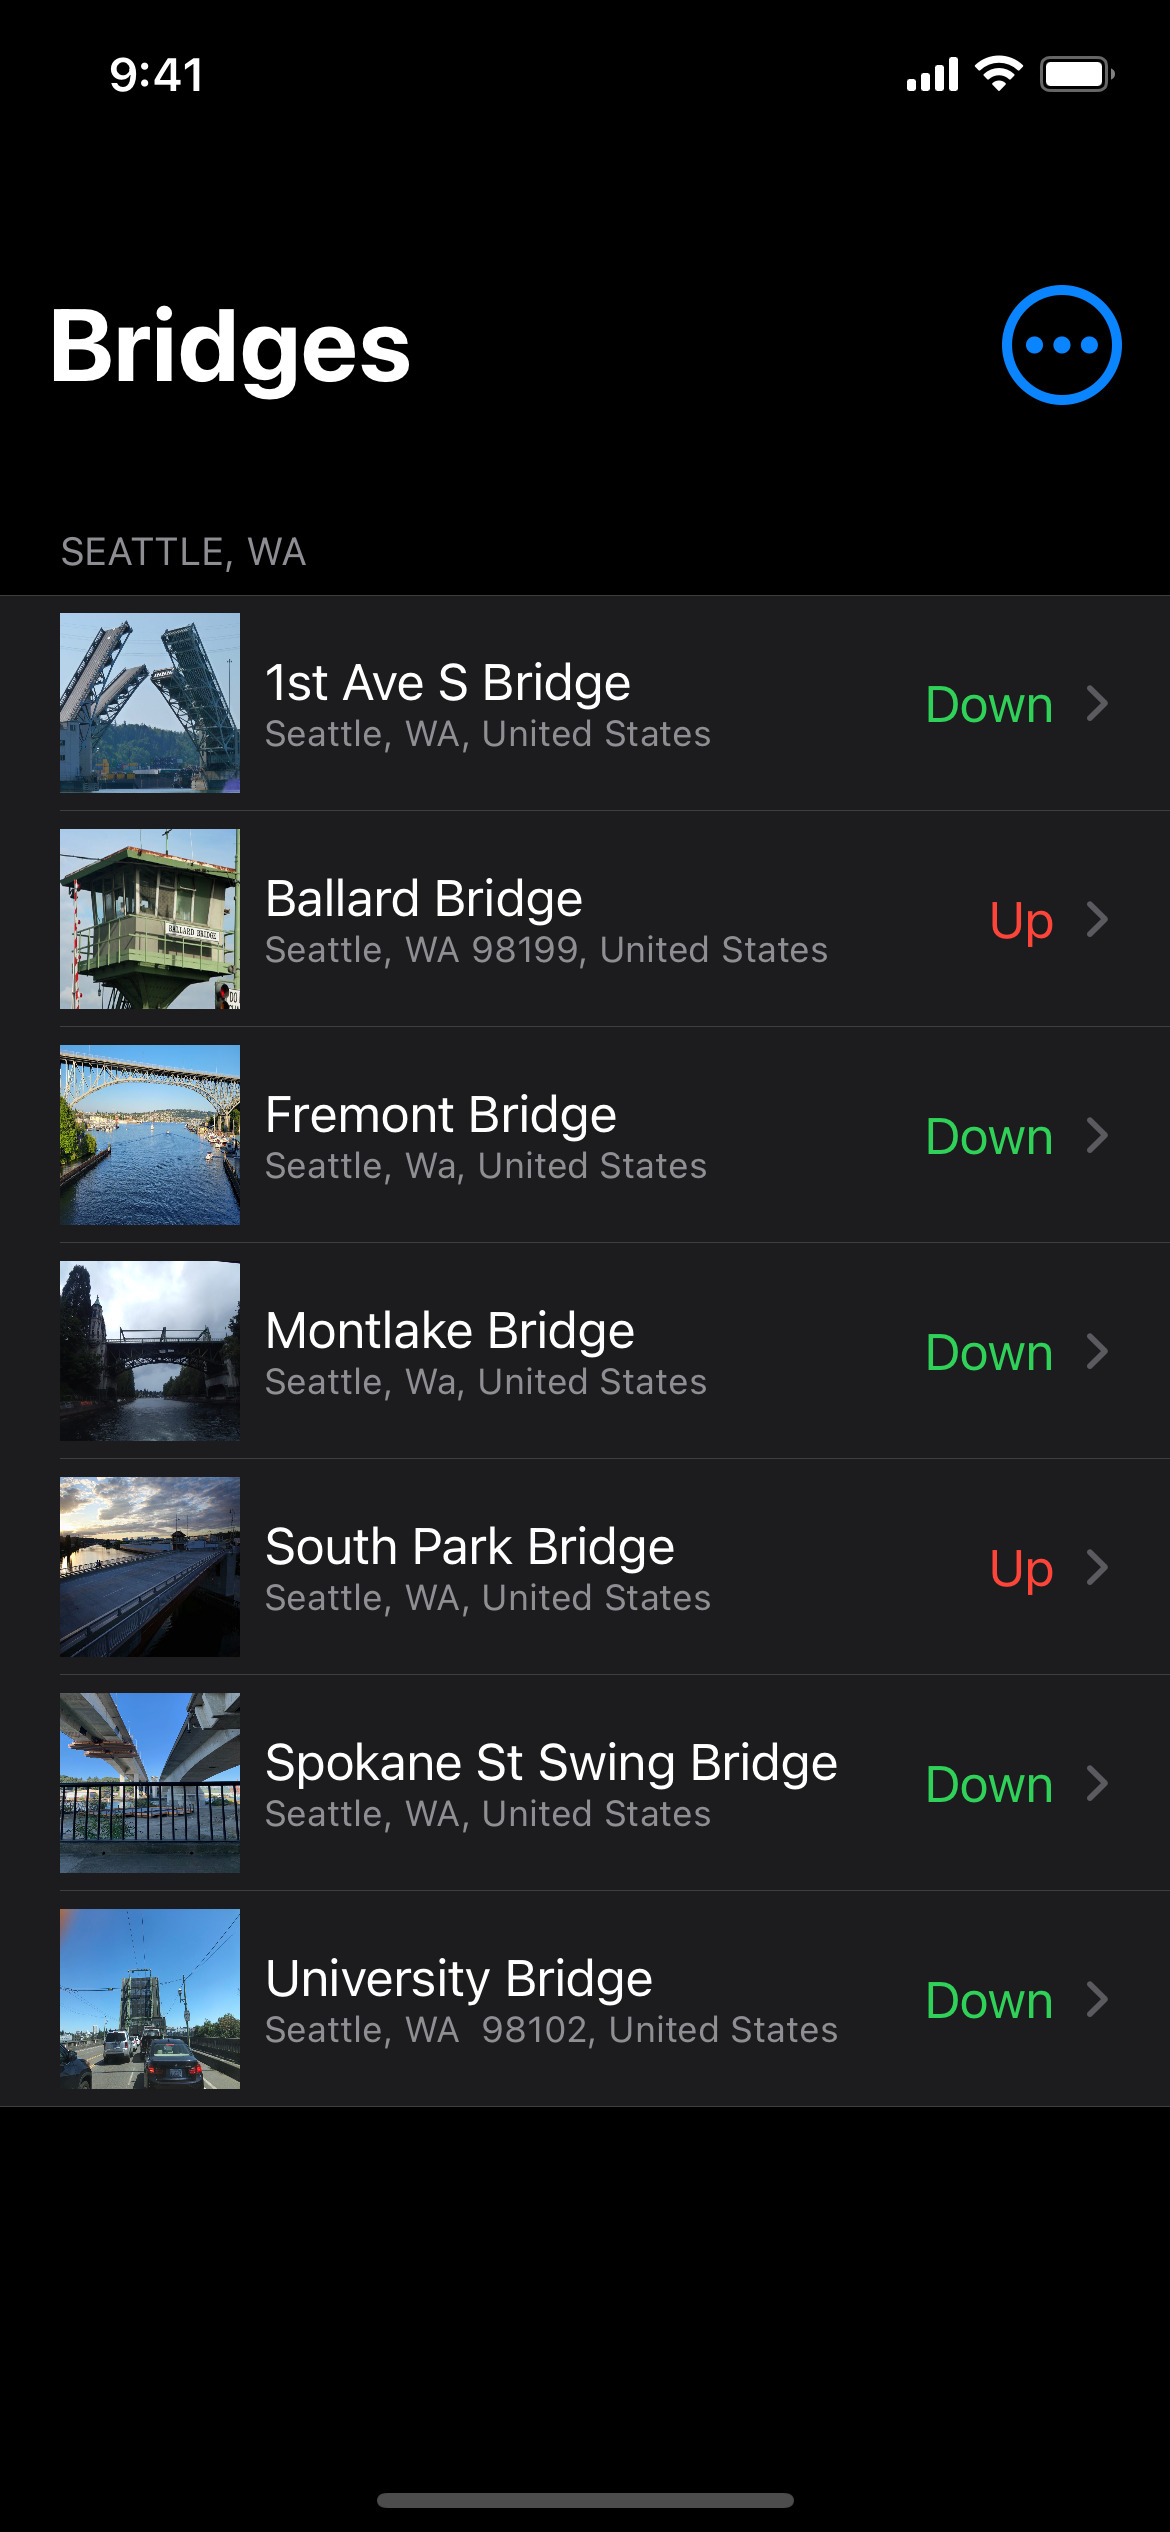 9:41
Bridges
SEATTLE, WA
1st Ave S Bridge
Seattle, WA, United States
Down
BALLARD BRIDGE
DO
Ballard Bridge
Seattle, WA 98199, United States
Up
Fremont Bridge
Seattle, Wa, United States
Down
Montlake Bridge
Seattle, Wa, United States
Down
South Park Bridge
Seattle, WA, United States
Up
Spokane St Swing Bridge
Seattle, WA, United States
Down
University Bridge
Seattle, WA  98102, United States
Down